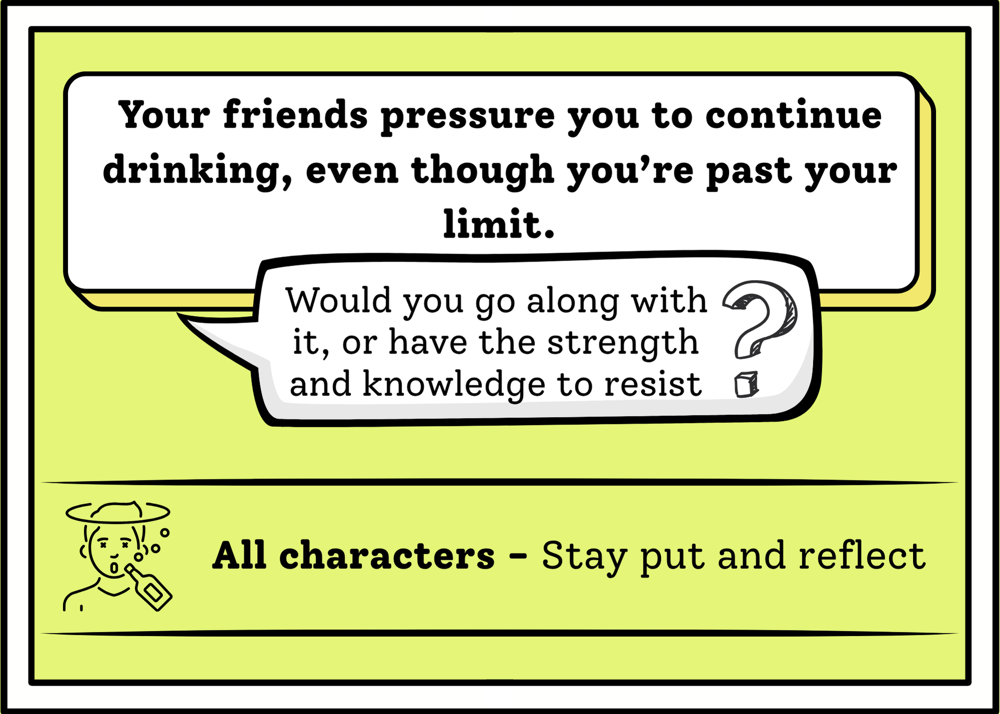 Your friends pressure you to continue
drinking, even though you’re past your
limit.
Would you go along with
it, or have the strength
and knowledge to resist
?
All characters – Stay put and reflect